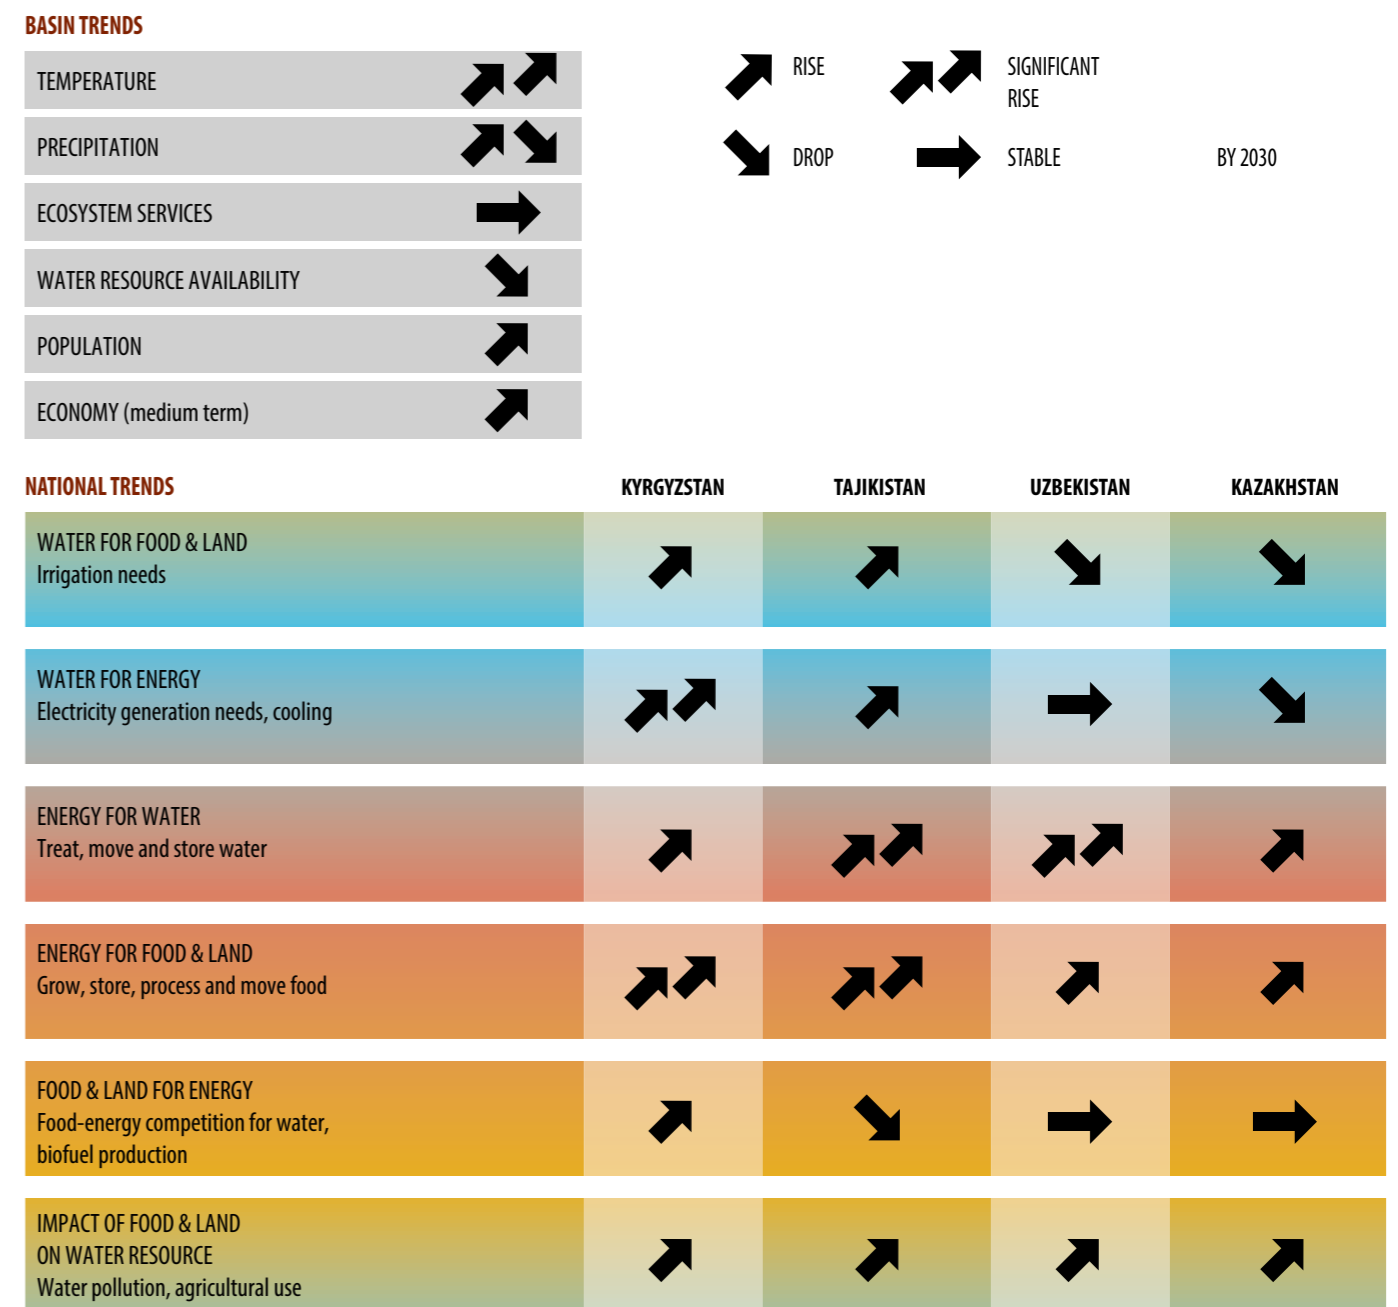 BASIN TRENDS
TEMPERATURE
PRECIPITATION
ECOSYSTEM SERVICES
WATER RESOURCE AVAILABILITY
POPULATION
ECONOMY (medium term)
RISE
SIGNIFICANT
RISE
DROP
STABLE
BY 2030
NATIONAL TRENDS
KYRGYZSTAN
TAJIKISTAN
UZBEKISTAN
KAZAKHSTAN
WATER FOR FOOD & LAND
Irrigation needs
WATER FOR ENERGY
Electricity generation needs, cooling
ENERGY FOR WATER
Treat, move and store water
ENERGY FOR FOOD & LAND
Grow, store, process and move food
FOOD & LAND FOR ENERGY
Food-energy competition for water,
biofuel production
IMPACT OF FOOD & LAND
ON WATER RESOURCE
Water pollution, agricultural use